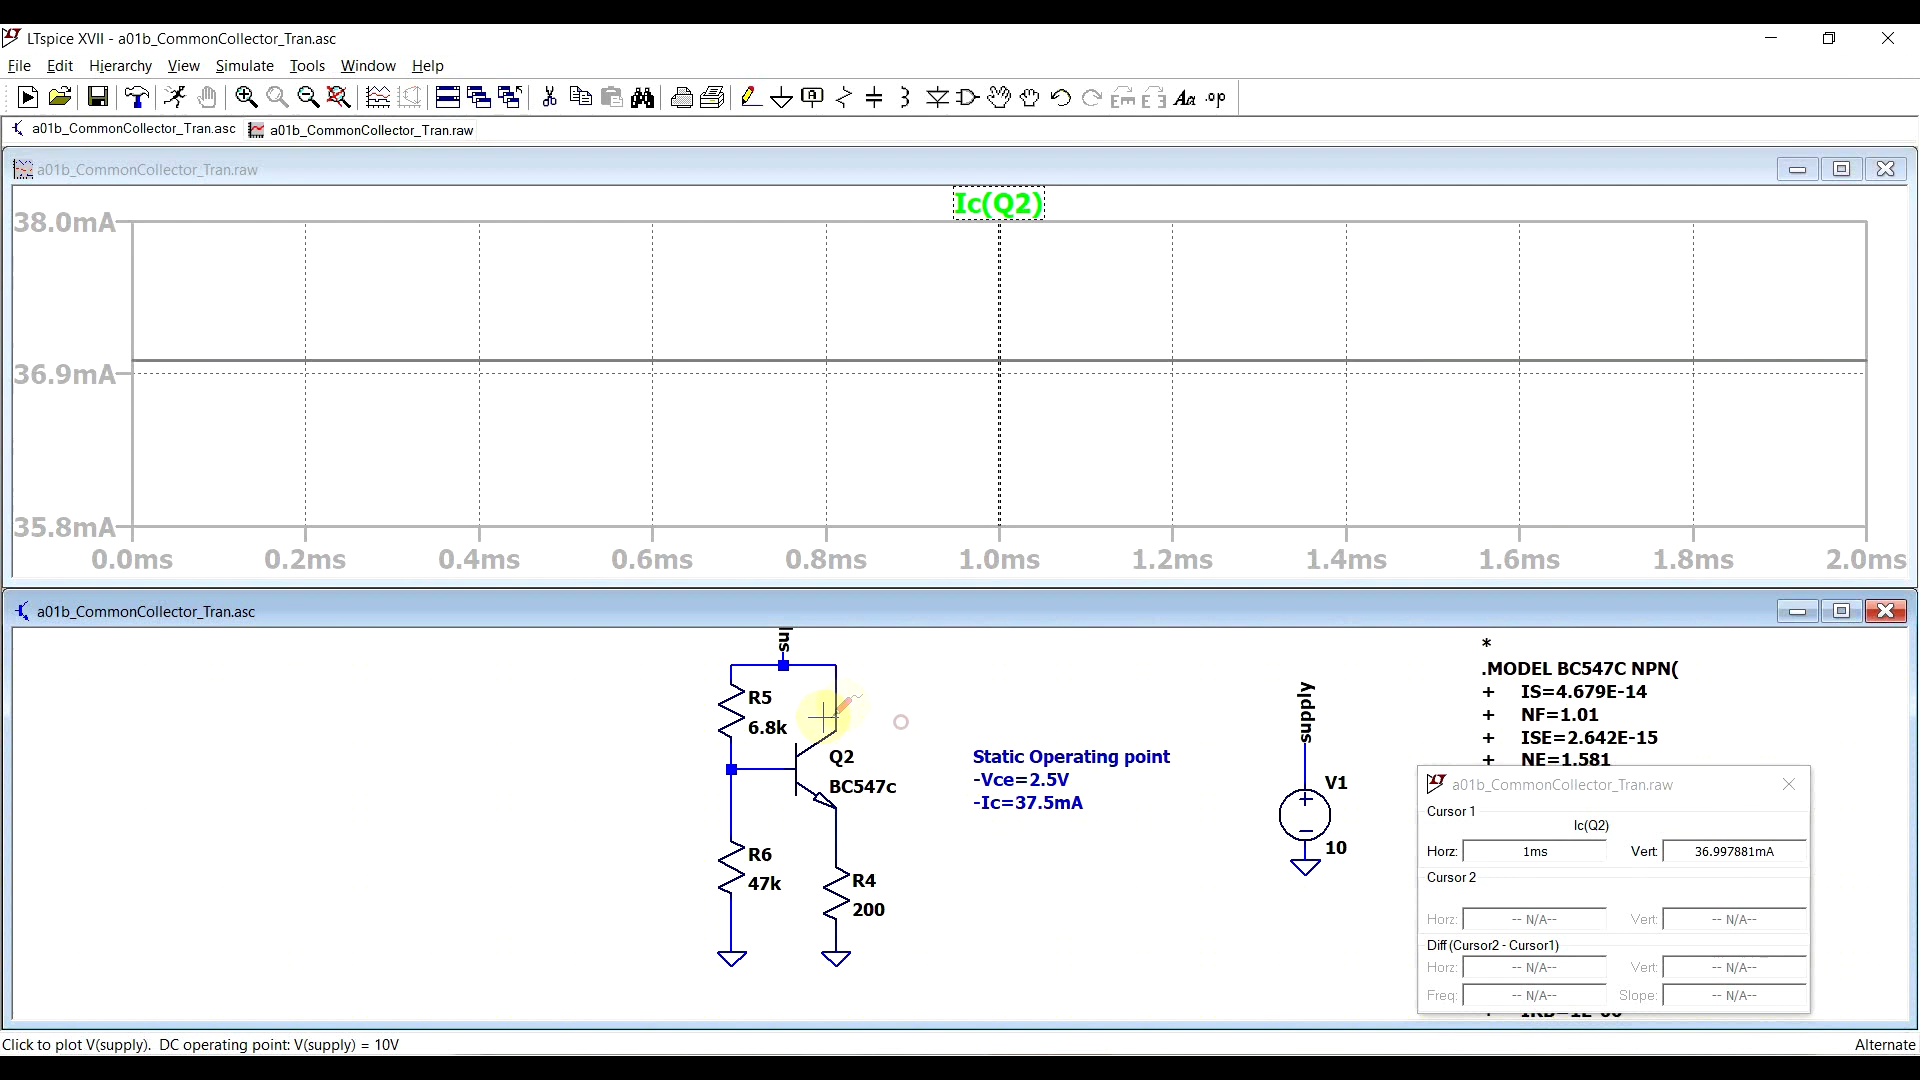 LTspice XVII - a01b_CommonCollector_Tran.asc
File Edit Hierarchy View Simulate Tools Window Help
a01b_CommonCollector_Tran.asc a01b_CommonCollector_Tran.raw
a01b_CommonCollector_Tran.raw
Ic(Q2)
38.0mA
36.9mA
35.8mA
0.0ms 0.2ms 0.4ms 0.6ms 0.8ms 1.0ms 1.2ms 1.4ms 1.6ms 1.8ms 2.0ms
a01b_CommonCollector_Tran.asc
R5
6.8k
Q2
BC547c
R6
47k
R4
200
Static Operating point
-Vce=2.5V
-Ic=37.5mA
supply
V1
10
*
.MODEL BC547C NPN(
+ IS=4.679E-14
+ NF=1.01
+ ISE=2.642E-15
+ NE=1.581
a01b_CommonCollector_Tran.raw
Cursor 1
Ic(Q2)
Horz: 1ms Vert: 36.997881mA
Cursor 2
Horz: -- N/A-- Vert: -- N/A--
Diff (Cursor2 - Cursor1)
Horz: -- N/A-- Vert: -- N/A--
Freq: -- N/A-- Slope: -- N/A--
Click to plot V(supply). DC operating point: V(supply) = 10V
Alternate